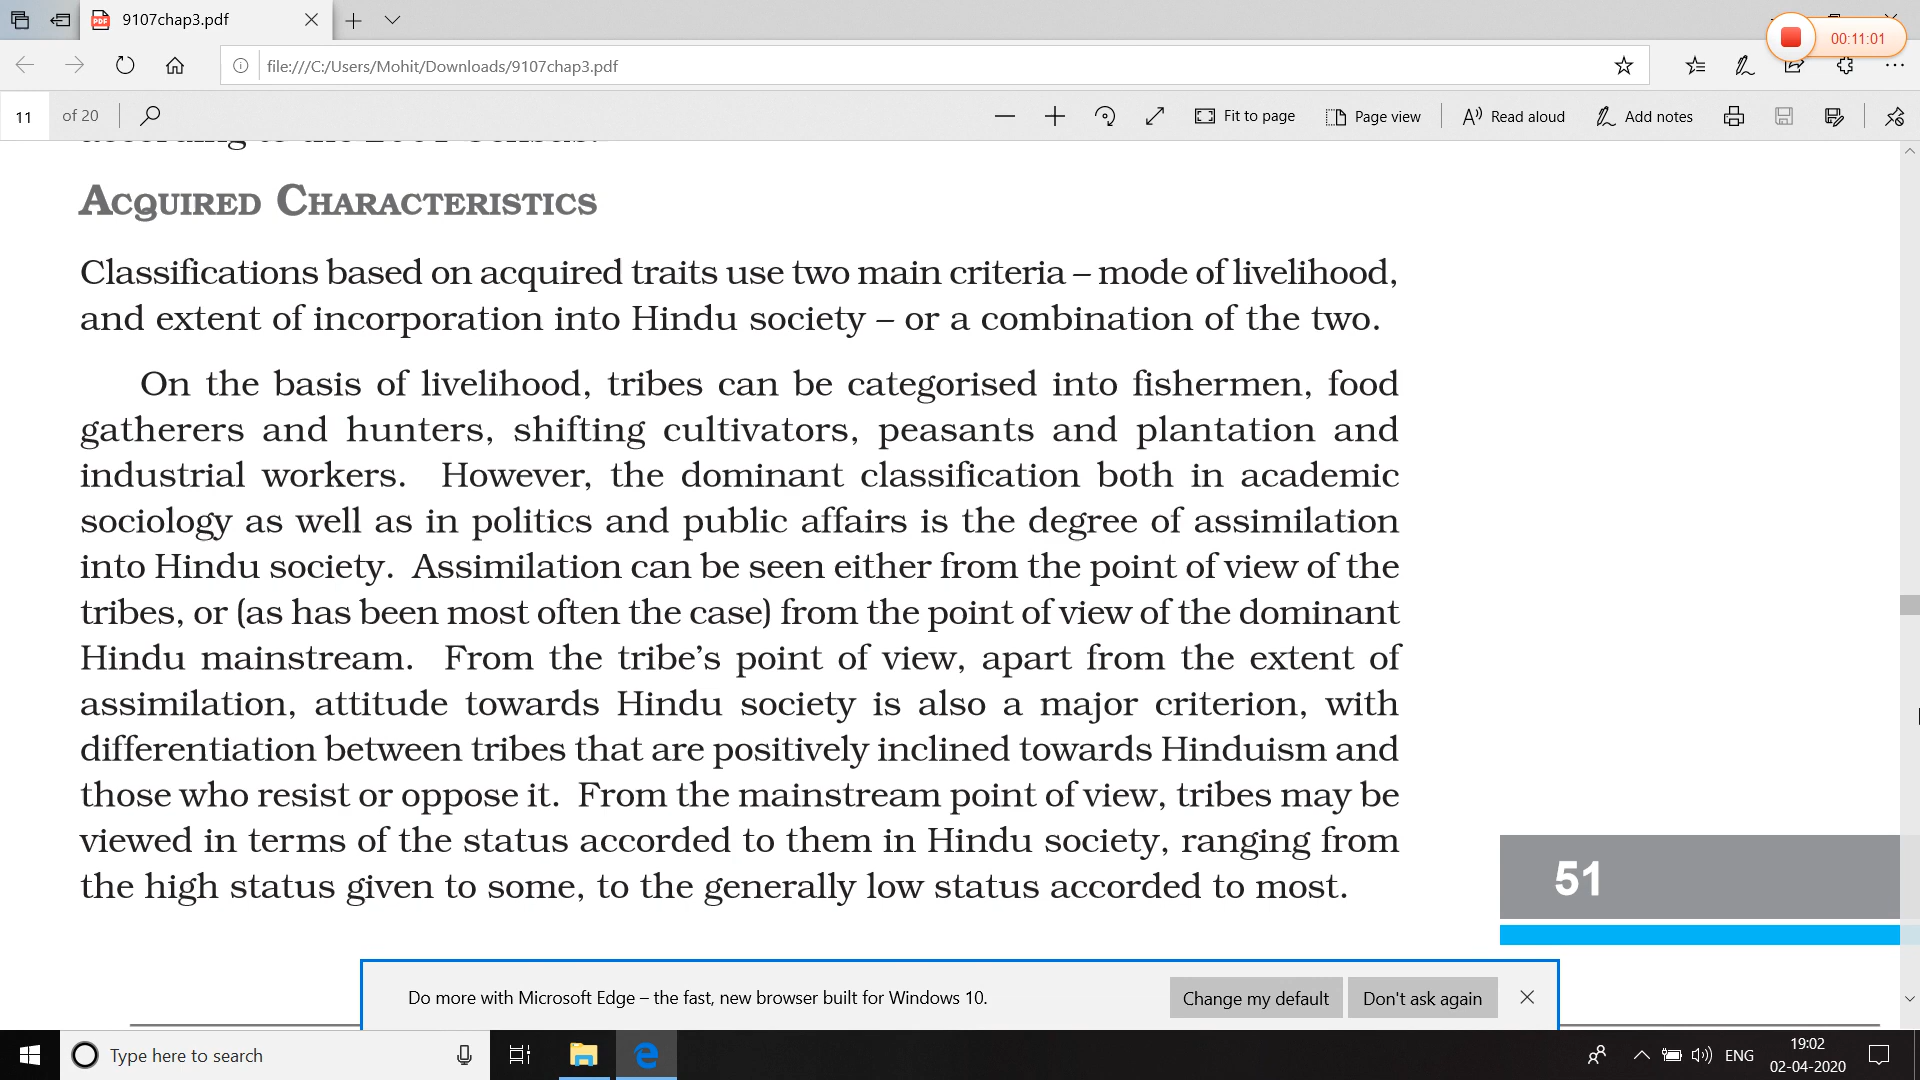 9107chap3.pdf
00:11:01
file:///C:/Users/Mohit/Downloads/9107chap3.pdf
11 of 20 Fit to page Page view Read aloud Add notes
according to the 2001 Census.
ACQUIRED CHARACTERISTICS
Classifications based on acquired traits use two main criteria – mode of livelihood,
and extent of incorporation into Hindu society – or a combination of the two.
On the basis of livelihood, tribes can be categorised into fishermen, food
gatherers and hunters, shifting cultivators, peasants and plantation and
industrial workers. However, the dominant classification both in academic
sociology as well as in politics and public affairs is the degree of assimilation
into Hindu society. Assimilation can be seen either from the point of view of the
tribes, or (as has been most often the case) from the point of view of the dominant
Hindu mainstream. From the tribe’s point of view, apart from the extent of
assimilation, attitude towards Hindu society is also a major criterion, with
differentiation between tribes that are positively inclined towards Hinduism and
those who resist or oppose it. From the mainstream point of view, tribes may be
viewed in terms of the status accorded to them in Hindu society, ranging from
the high status given to some, to the generally low status accorded to most.
51
Do more with Microsoft Edge – the fast, new browser built for Windows 10. Change my default Don't ask again
Type here to search
ENG
19:02
02-04-2020